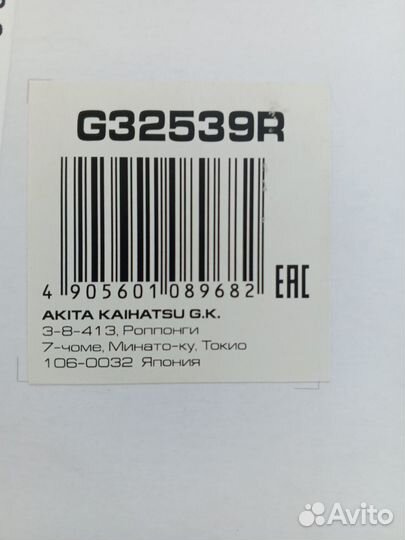 G32539R
4 905601 089682
EAC
AKITA KAIHATSU G.K.
3-8-413, Роппонги
7-чоме, Минато-ку, Токио
106-0032 Япония
Avito